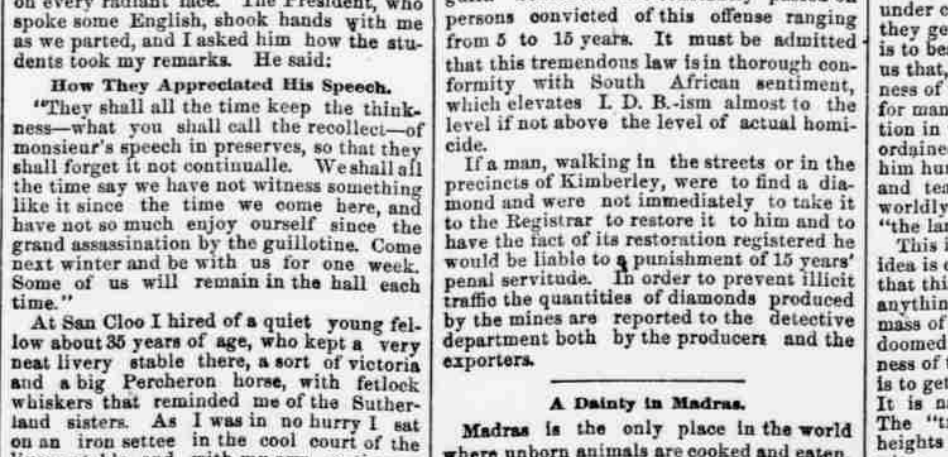 on every radiant face. The President, who
spoke some English, shook hands with me
as we parted, and I asked him how the stu-
dents took my remarks. He said:
How They Appreciated His Speech.
"They shall all the time keep the think-
ness—what you shall call the recollect—of
monsieur's speech in preserves, so that they
shall forget it not continualle. We shall all
the time say we have not witness something
like it since the time we come here, and
have not so much enjoy ourself since the
grand assassination by the guillotine. Come
next winter and be with us for one week.
Some of us will remain in the hall each
time."
At San Cloo I hired of a quiet young fel-
low about 35 years of age, who kept a very
neat livery stable there, a sort of victoria
and a big Percheron horse, with fetlock
whiskers that reminded me of the Suther-
land sisters. As I was in no hurry I sat
on an iron settee in the cool court of the
persons convicted of this offense ranging
from 5 to 15 years. It must be admitted
that this tremendous law is in thorough con-
formity with South African sentiment,
which elevates I. D. B.-ism almost to the
level if not above the level of actual homi-
cide.
If a man, walking in the streets or in the
precincts of Kimberley, were to find a dia-
mond and were not immediately to take it
to the Registrar to restore it to him and to
have the fact of its restoration registered he
would be liable to a punishment of 15 years'
penal servitude. In order to prevent illicit
traffic the quantities of diamonds produced
by the mines are reported to the detective
department both by the producers and the
exporters.
A Dainty in Madras.
Madras is the only place in the world
where unborn animals are cooked and eaten
under
they
is to
us that
ness of
for
tion in
him
and
worldly
"the
This
idea is
that
mass of
doomed
ness of
is to get
It is
The
heights